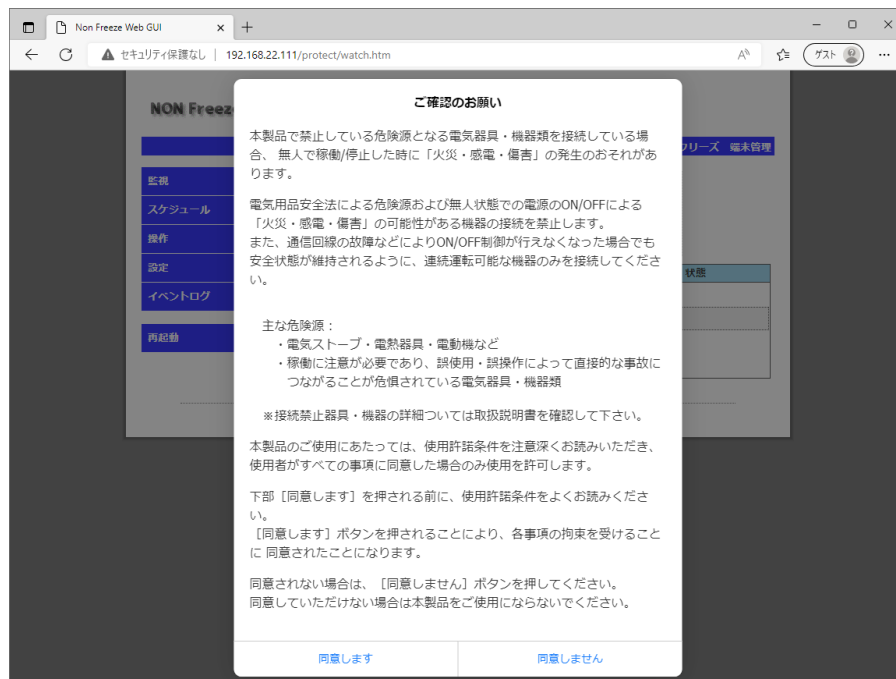 Non Freeze Web GUI
セキュリティ保護なし
192.168.22.111/protect/watch.htm
ゲスト
NON Freez
フリーズ 端末管理
監視
スケジュール
操作
設定
イベントログ
再起動
状態
ご確認のお願い
本製品で禁止している危険源となる電気器具・機器類を接続している場
合、 無人で稼働/停止した時に「火災・感電・傷害」の発生のおそれがあ
ります。
電気用品安全法による危険源および無人状態での電源のON/OFFによる
「火災・感電・傷害」の可能性がある機器の接続を禁止します。
また、通信回線の故障などによりON/OFF制御が行えなくなった場合でも
安全状態が維持されるように、連続運転可能な機器のみを接続してくださ
い。
主な危険源：
・電気ストーブ・電熱器具・電動機など
・稼働に注意が必要であり、誤使用・誤操作によって直接的な事故に
つながることが危惧されている電気器具・機器類
※接続禁止器具・機器の詳細ついては取扱説明書を確認して下さい。
本製品のご使用にあたっては、使用許諾条件を注意深くお読みいただき、
使用者がすべての事項に同意した場合のみ使用を許可します。
下部［同意します］を押される前に、使用許諾条件をよくお読みくださ
い。
［同意します］ボタンを押されることにより、各事項の拘束を受けること
に 同意されたことになります。
同意されない場合は、［同意しません］ボタンを押してください。
同意していただけない場合は本製品をご使用にならないでください。
同意します
同意しません